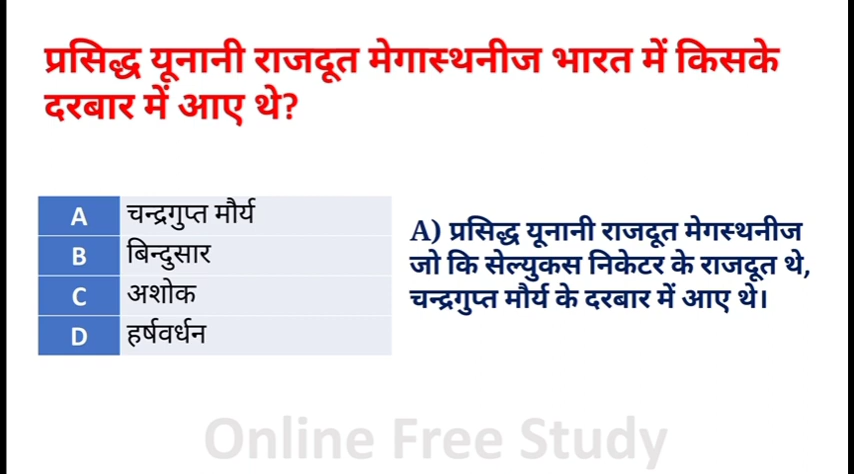 प्रसिद्ध यूनानी राजदूत मेगास्थनीज भारत में किसके
दरबार में आए थे?
A चन्द्रगुप्त मौर्य
B बिन्दुसार
C अशोक
D हर्षवर्धन
A) प्रसिद्ध यूनानी राजदूत मेगस्थनीज
जो कि सेल्युकस निकेटर के राजदूत थे,
चन्द्रगुप्त मौर्य के दरबार में आए थे।
Online Free Study